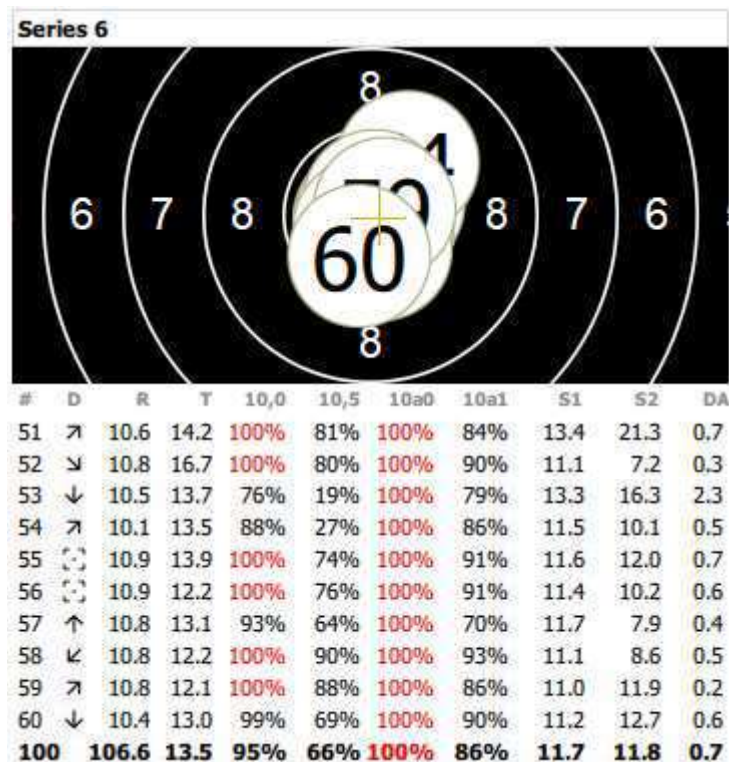 Series 6
8
4
59
6 7 8 8 7 6
60
8
# D R T 10,0 10,5 10a0 10a1 S1 S2 DA
51 ↗ 10.6 14.2 100% 81% 100% 84% 13.4 21.3 0.7
52 ↘ 10.8 16.7 100% 80% 100% 90% 11.1 7.2 0.3
53 ↓ 10.5 13.7 76% 19% 100% 79% 13.3 16.3 2.3
54 ↗ 10.1 13.5 88% 27% 100% 86% 11.5 10.1 0.5
55 10.9 13.9 100% 74% 100% 91% 11.6 12.0 0.7
56 10.9 12.2 100% 76% 100% 91% 11.4 10.2 0.6
57 ↑ 10.8 13.1 93% 64% 100% 70% 11.7 7.9 0.4
58 ↙ 10.8 12.2 100% 90% 100% 93% 11.1 8.6 0.5
59 ↗ 10.8 12.1 100% 88% 100% 86% 11.0 11.9 0.2
60 ↓ 10.4 13.0 99% 69% 100% 90% 11.2 12.7 0.6
100 106.6 13.5 95% 66% 100% 86% 11.7 11.8 0.7